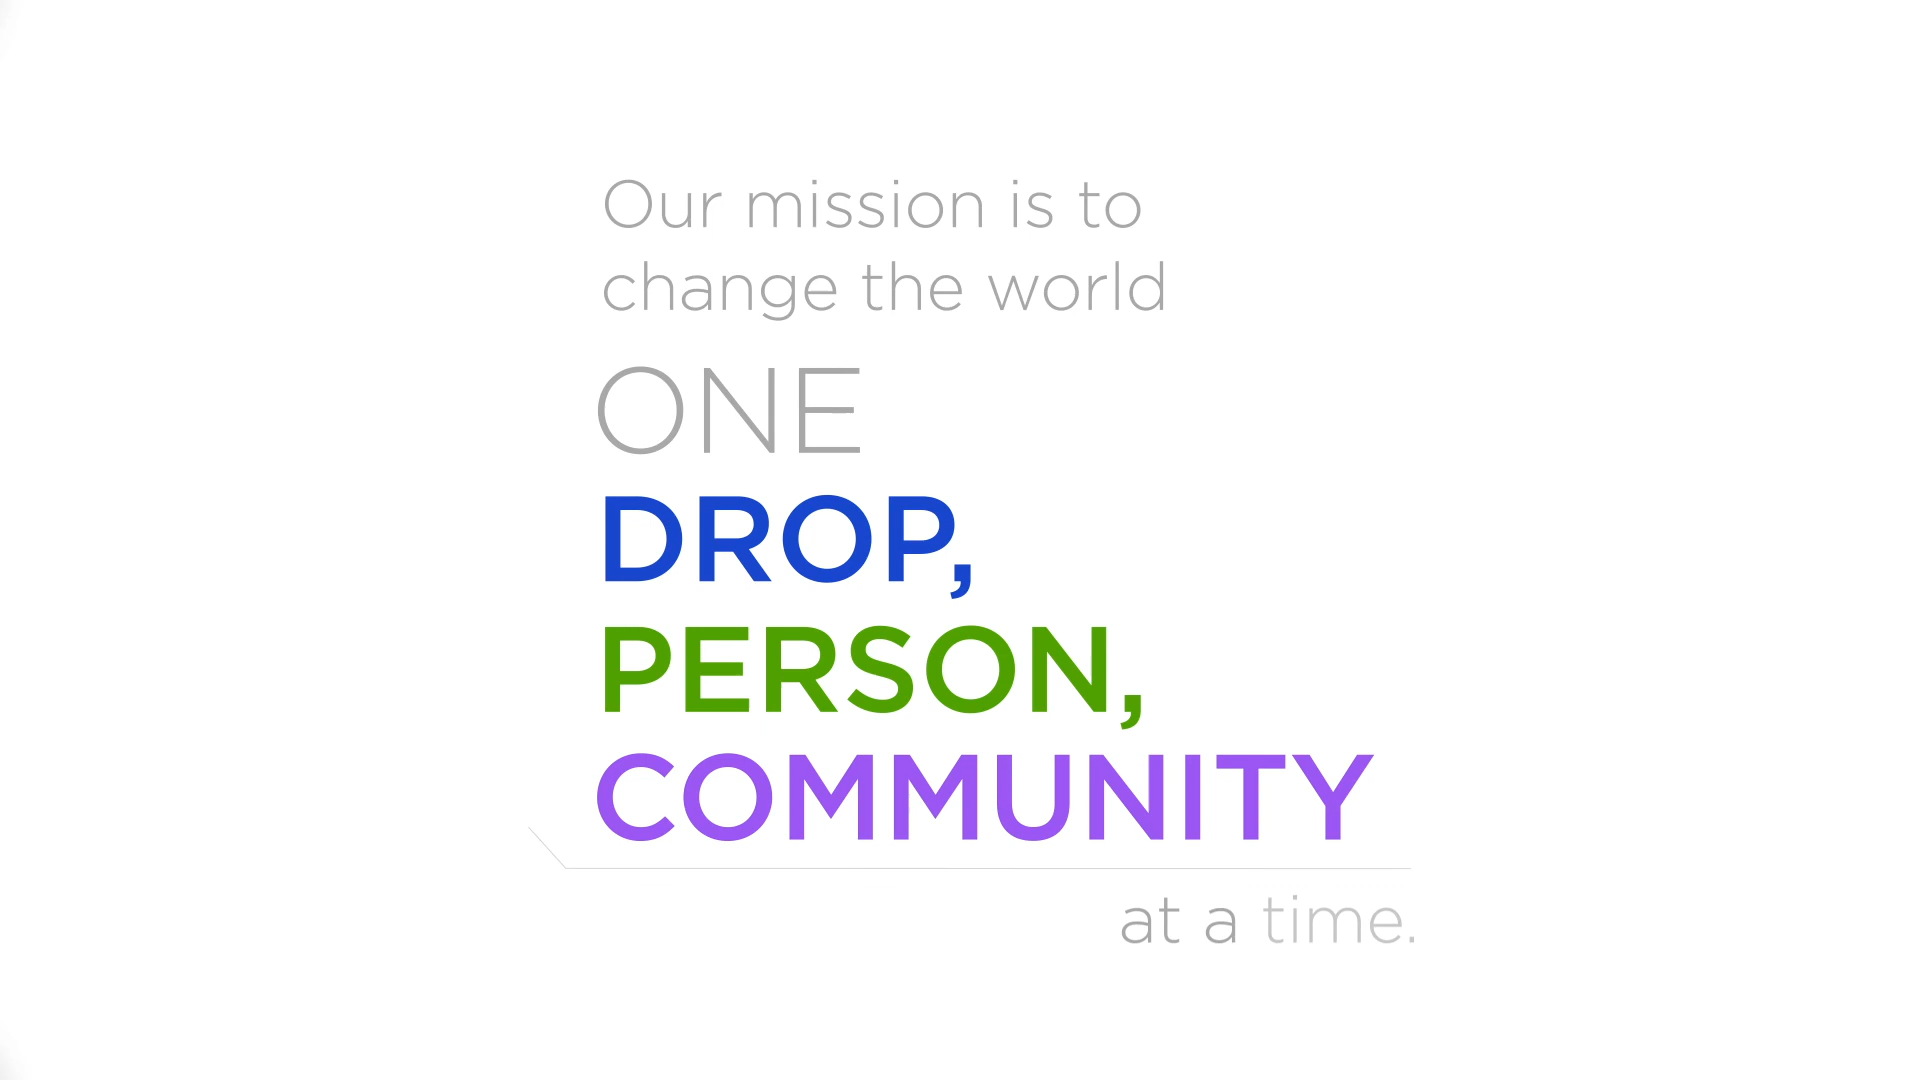 Our mission is to
change the world
ONE
DROP,
PERSON,
COMMUNITY
at a time.